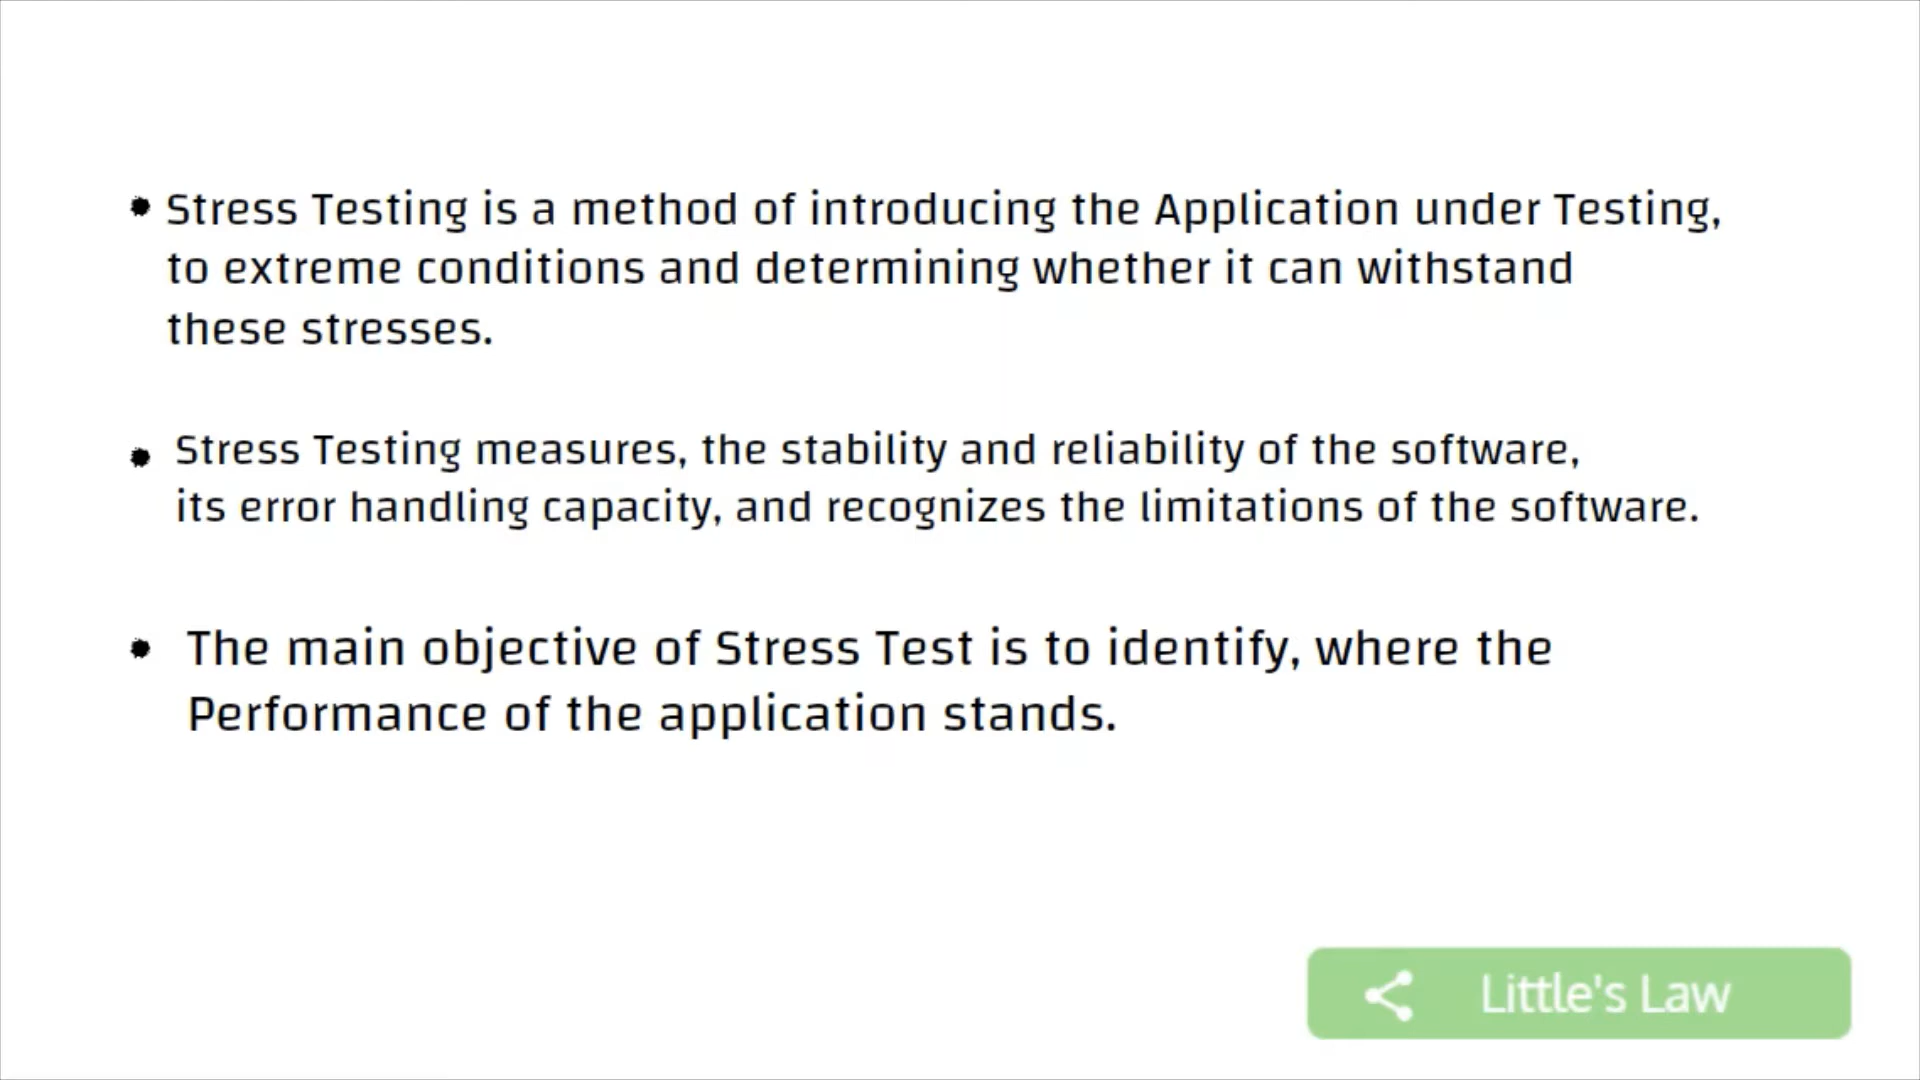 Stress Testing is a method of introducing the Application under Testing,
to extreme conditions and determining whether it can withstand
these stresses.
Stress Testing measures, the stability and reliability of the software,
its error handling capacity, and recognizes the limitations of the software.
The main objective of Stress Test is to identify, where the
Performance of the application stands.
Little's Law